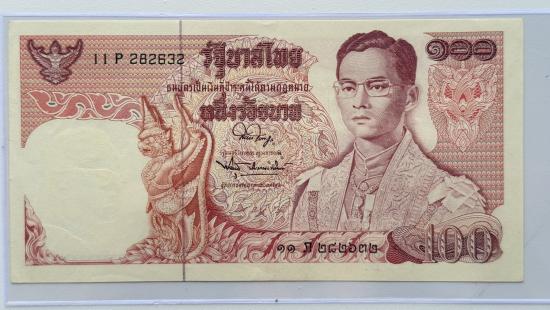 11 P 282632
รัฐบาลไทย
๑๐๐
ธนบัตรเป็นเงินที่ชำระหนี้ได้ตามกฎหมาย
หนึ่งร้อยบาท
๑๑ P ๒๘๒๖๓๒
100